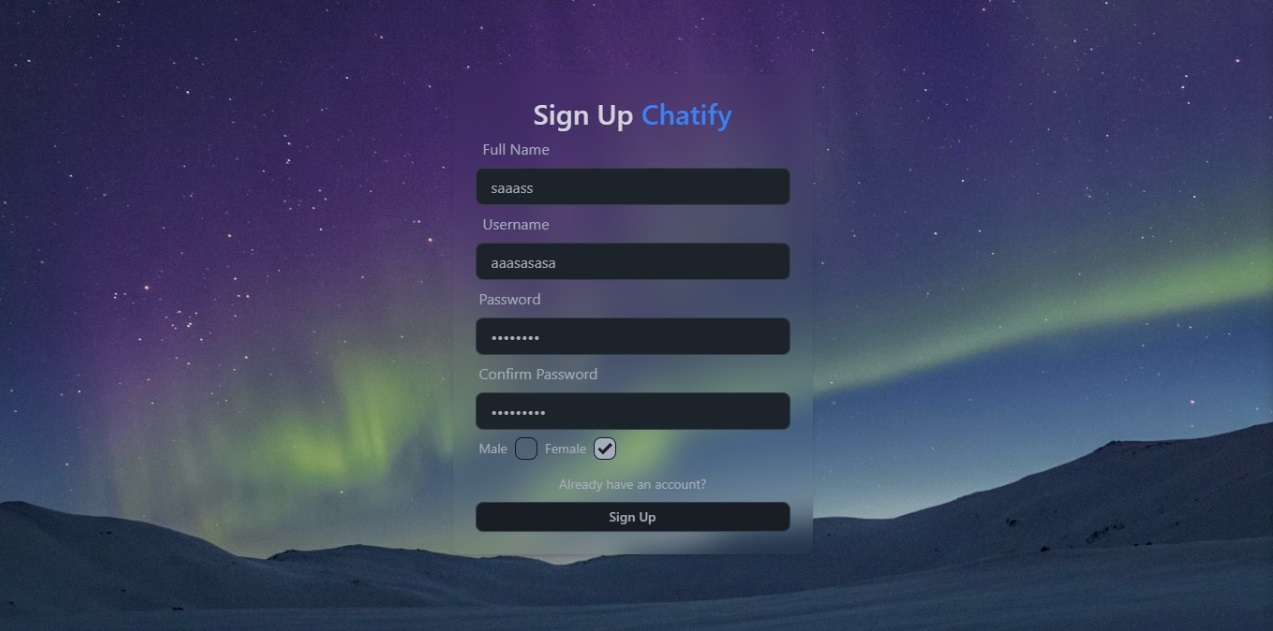 Sign Up Chatify
Full Name
saaass
Username
aaasasasa
Password
••••••••
Confirm Password
•••••••••
Male Female
Already have an account?
Sign Up